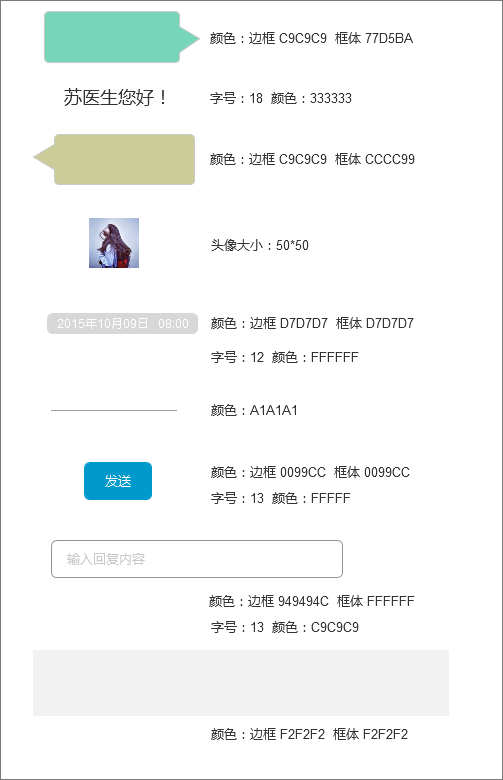 颜色：边框 C9C9C9  框体 77D5BA
苏医生您好！
字号：18  颜色：333333
颜色：边框 C9C9C9  框体 CCCC99
头像大小：50*50
2015年10月09日  08:00
颜色：边框 D7D7D7  框体 D7D7D7
字号：12  颜色：FFFFFF
颜色：A1A1A1
发送
颜色：边框 0099CC  框体 0099CC
字号：13  颜色：FFFFF
输入回复内容
颜色：边框 949494C  框体 FFFFFF
字号：13  颜色：C9C9C9
颜色：边框 F2F2F2  框体 F2F2F2